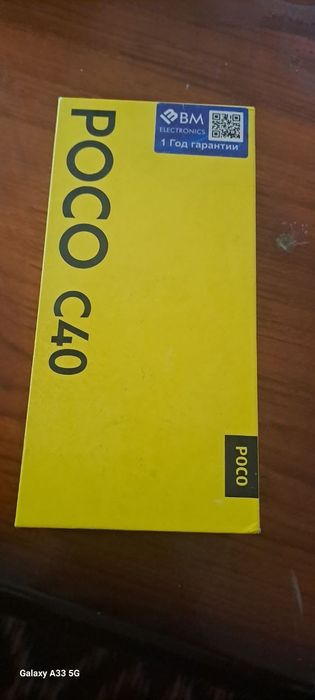 BM
ELECTRONICS
1 Год гарантии
POCO C40
POCO
Galaxy A33 5G